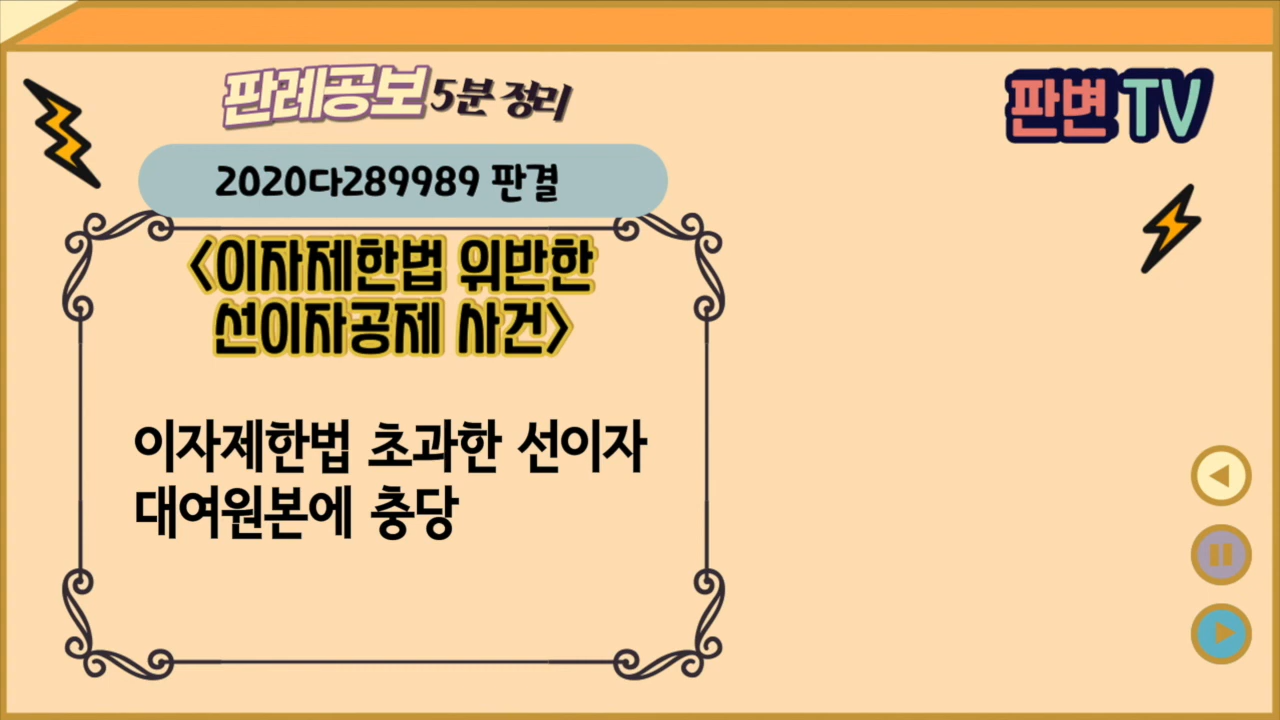 판례공보 5분 정리
판변 TV
2020다289989 판결
<이자제한법 위반한
선이자공제 사건>
이자제한법 초과한 선이자
대여원본에 충당